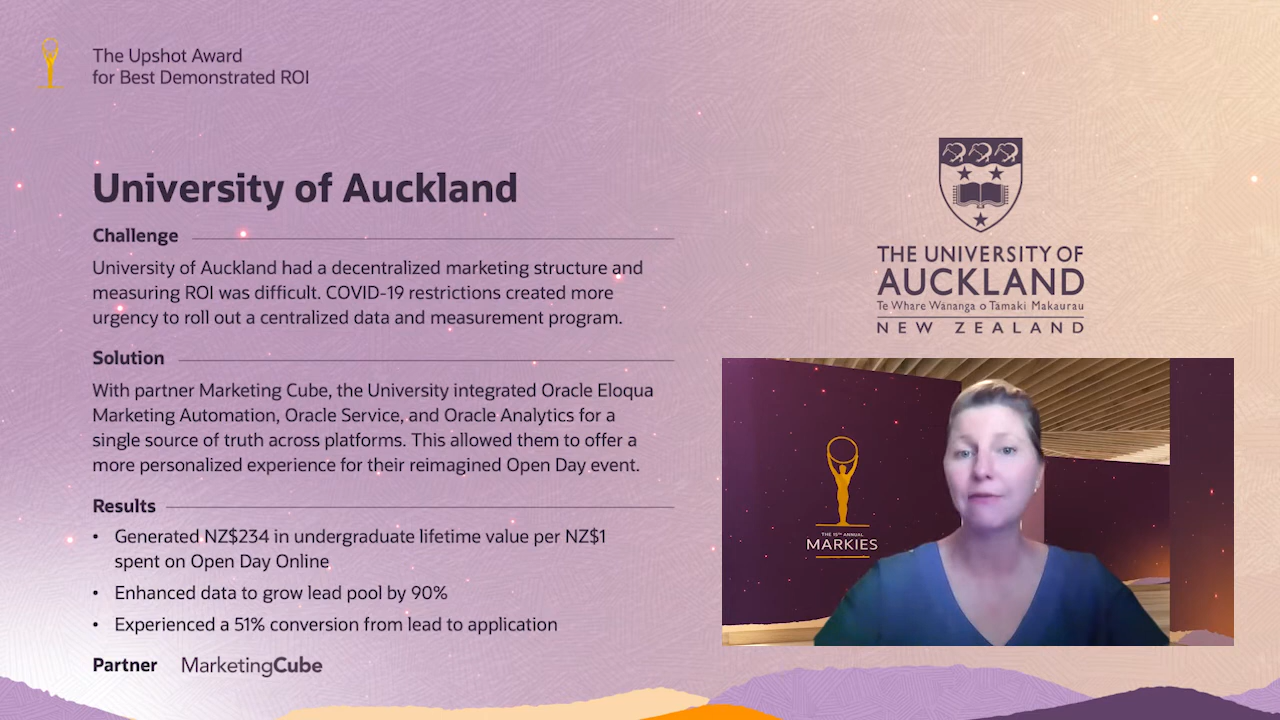 The Upshot Award
for Best Demonstrated ROI
University of Auckland
Challenge
University of Auckland had a decentralized marketing structure and
measuring ROI was difficult. COVID-19 restrictions created more
urgency to roll out a centralized data and measurement program.
Solution
With partner Marketing Cube, the University integrated Oracle Eloqua
Marketing Automation, Oracle Service, and Oracle Analytics for a
single source of truth across platforms. This allowed them to offer a
more personalized experience for their reimagined Open Day event.
Results
• Generated NZ$234 in undergraduate lifetime value per NZ$1
spent on Open Day Online
• Enhanced data to grow lead pool by 90%
• Experienced a 51% conversion from lead to application
Partner MarketingCube
THE UNIVERSITY OF
AUCKLAND
Te Whare Wānanga o Tāmaki Makaurau
NEW ZEALAND
THE 15TH ANNUAL
MARKIES